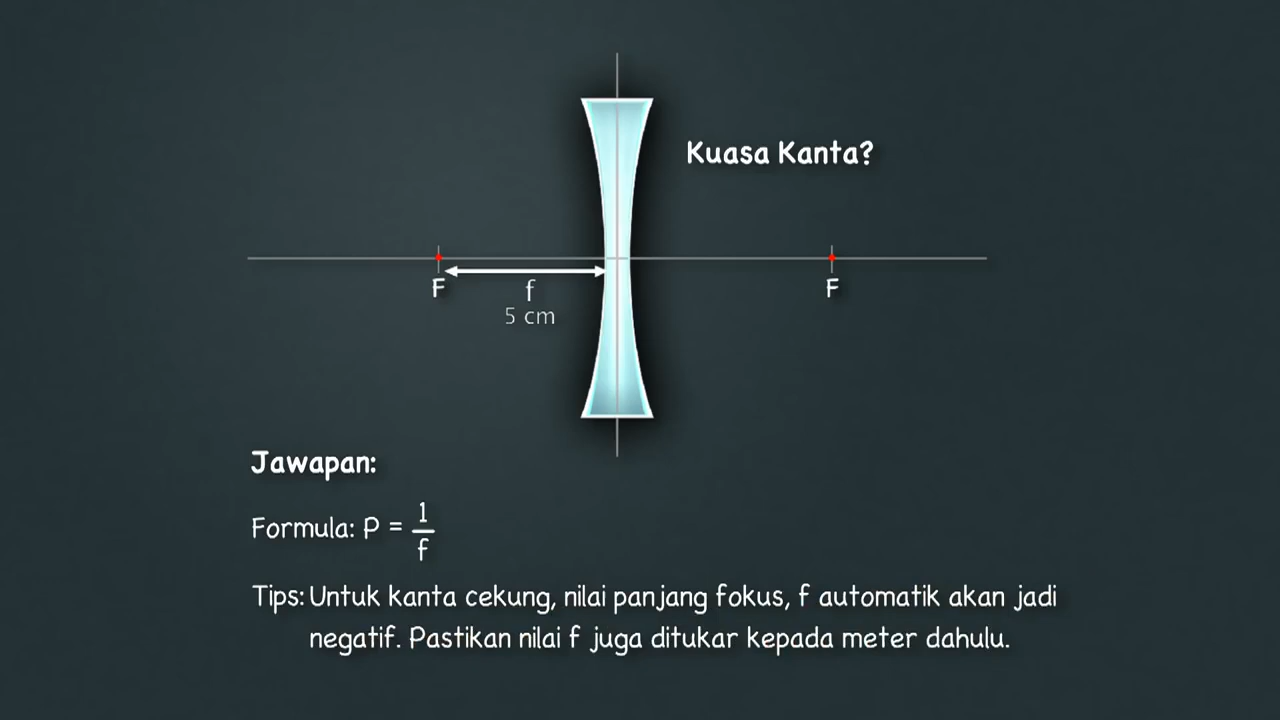 Kuasa Kanta?
F
f
5 cm
F
Jawapan:
Formula: P = 1/f
Tips: Untuk kanta cekung, nilai panjang fokus, f automatik akan jadi
negatif. Pastikan nilai f juga ditukar kepada meter dahulu.